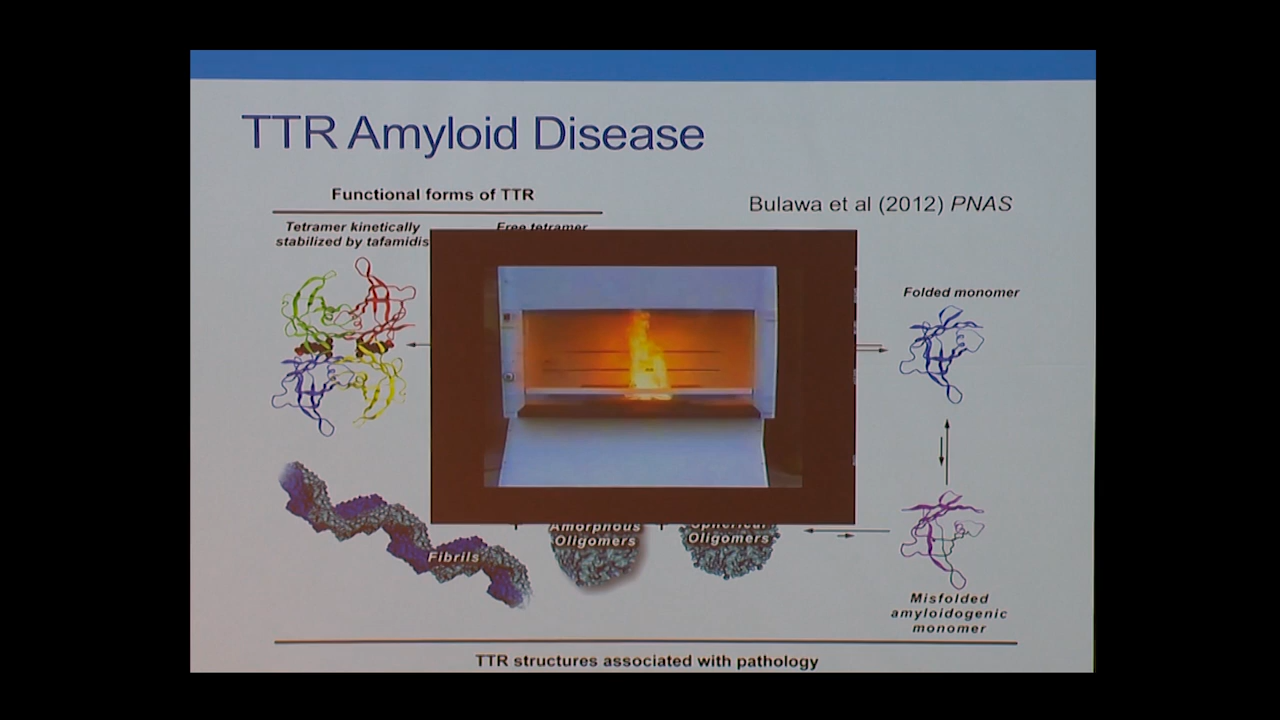 TTR Amyloid Disease
Functional forms of TTR
Bulawa et al (2012) PNAS
Tetramer kinetically
stabilized by tafamidis
Free tetramer
Folded monomer
Fibrils
Amorphous
Oligomers
Spherical
Oligomers
Misfolded
amyloidogenic
monomer
TTR structures associated with pathology